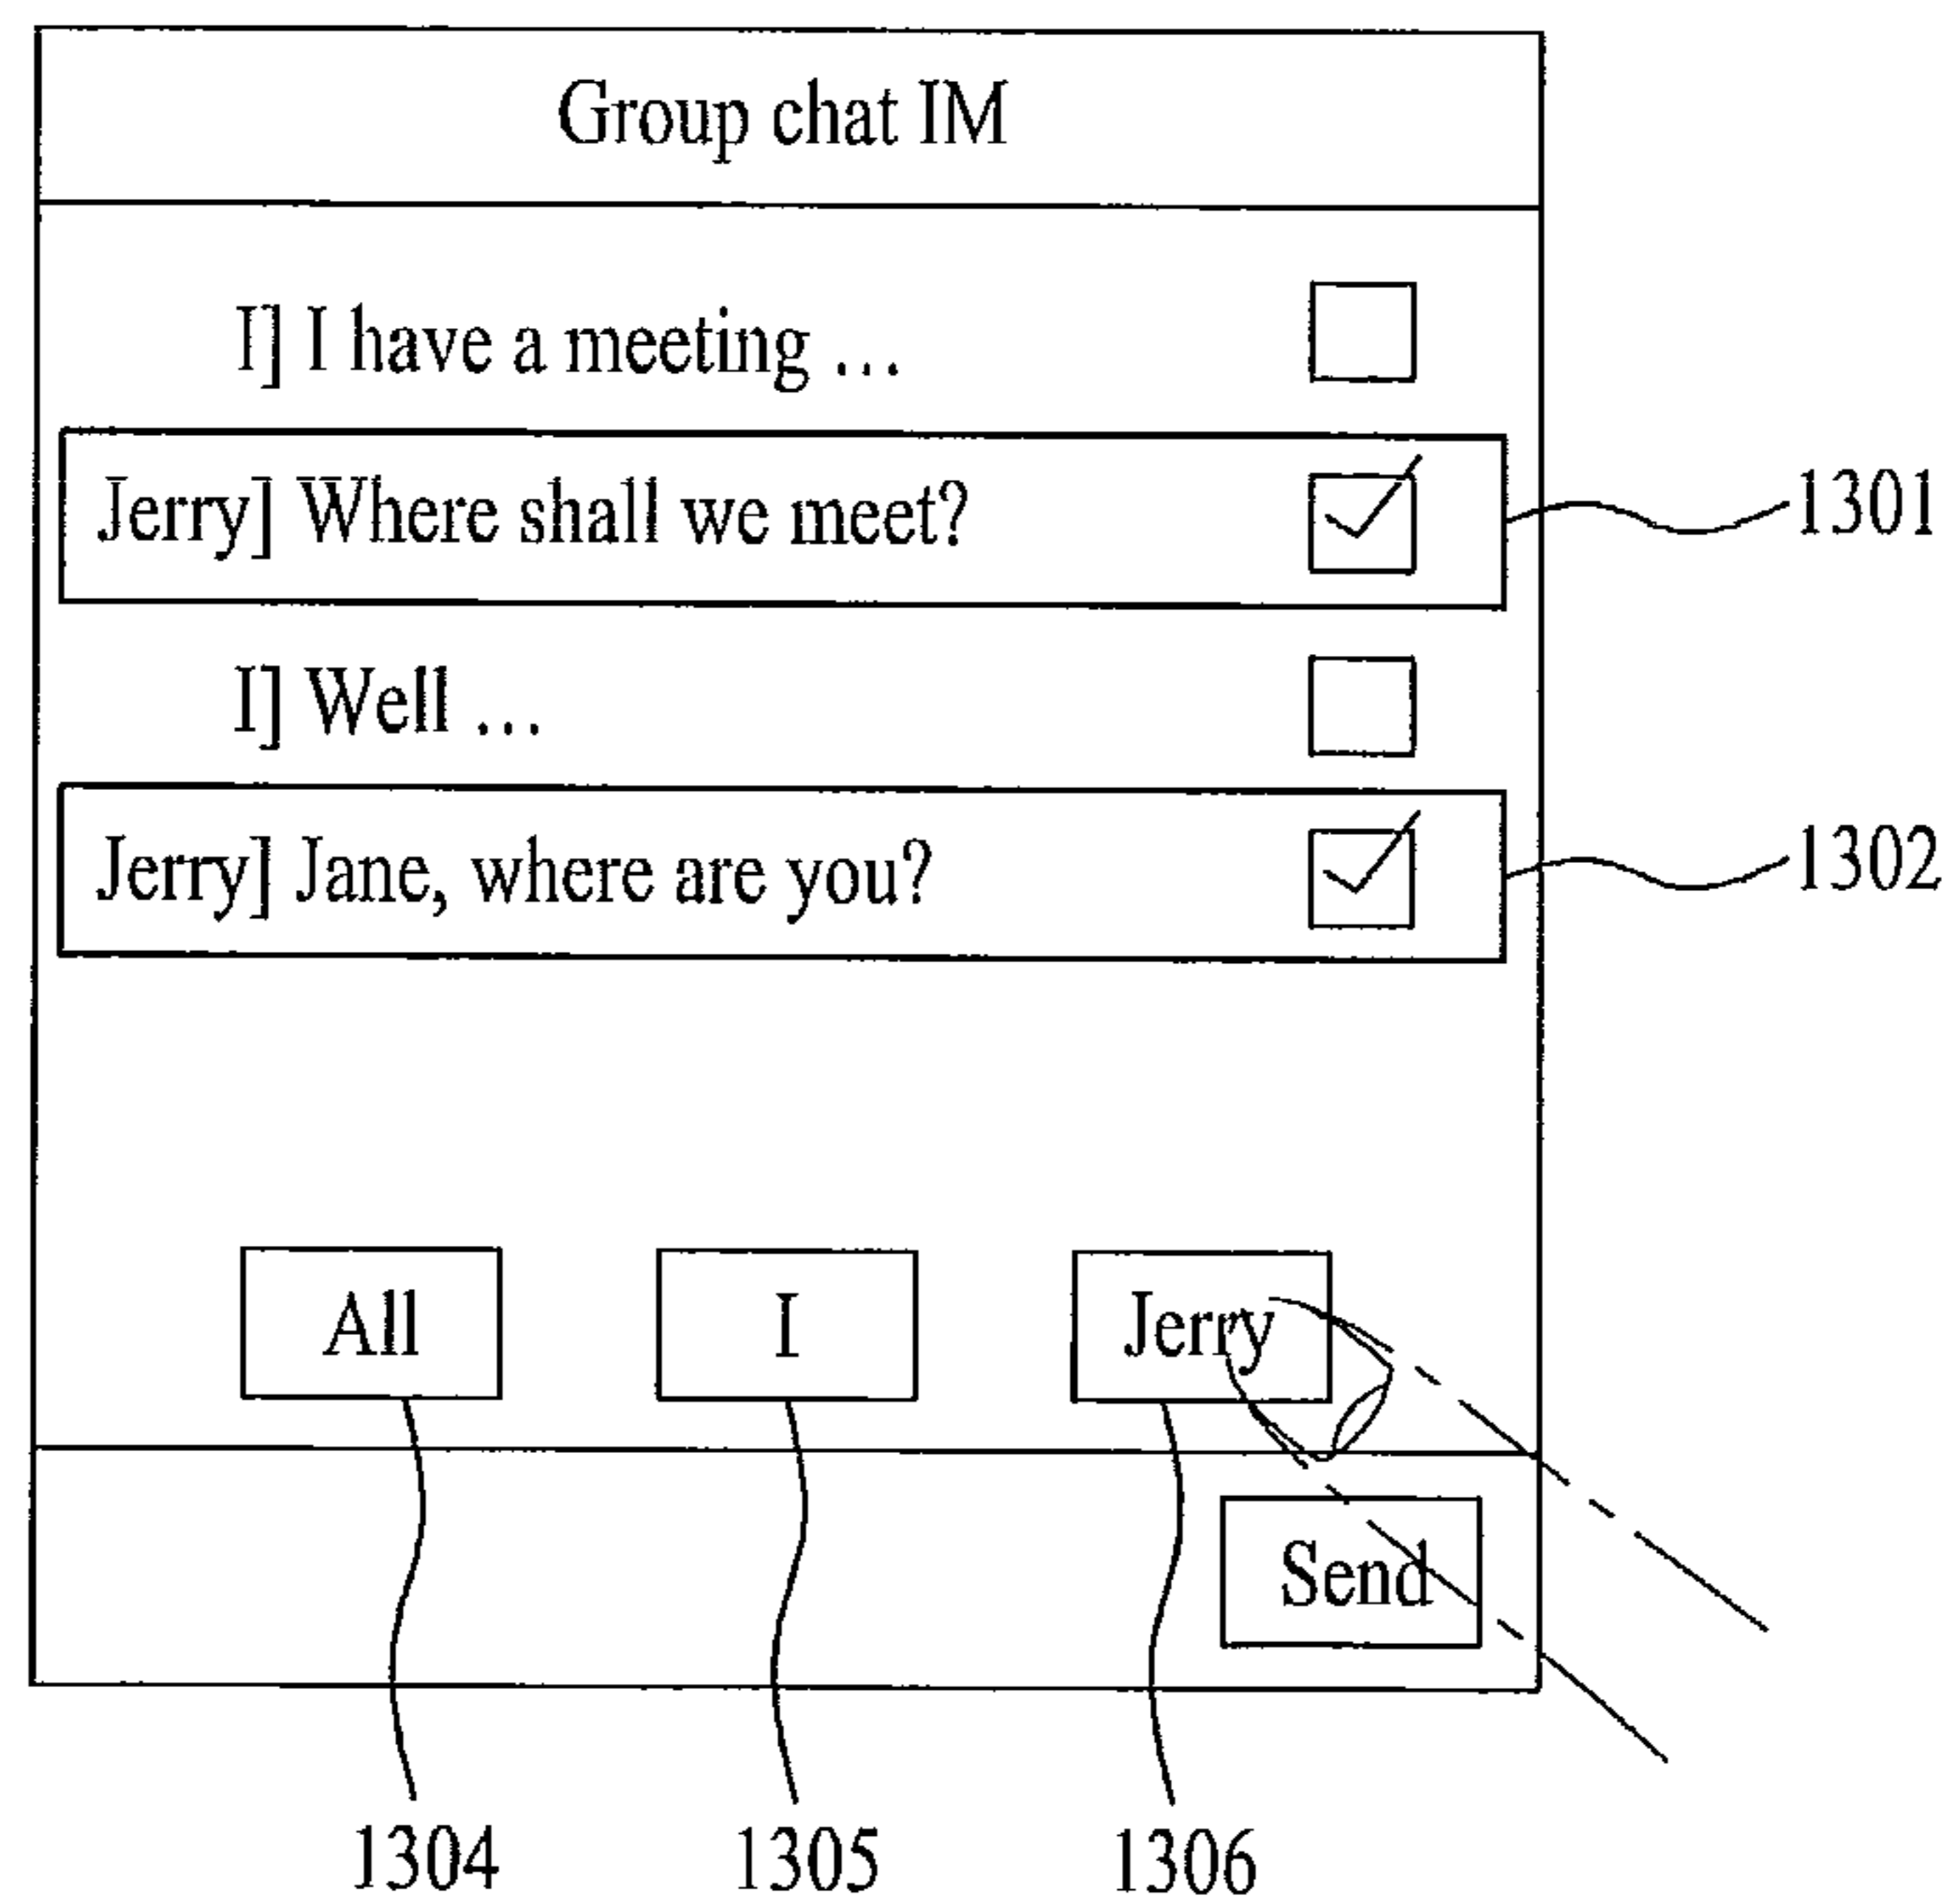 Group chat IM
I] I have a meeting ...
Jerry] Where shall we meet?
1301
I] Well ...
Jerry] Jane, where are you?
1302
All I Jerry
Send
1304 1305 1306